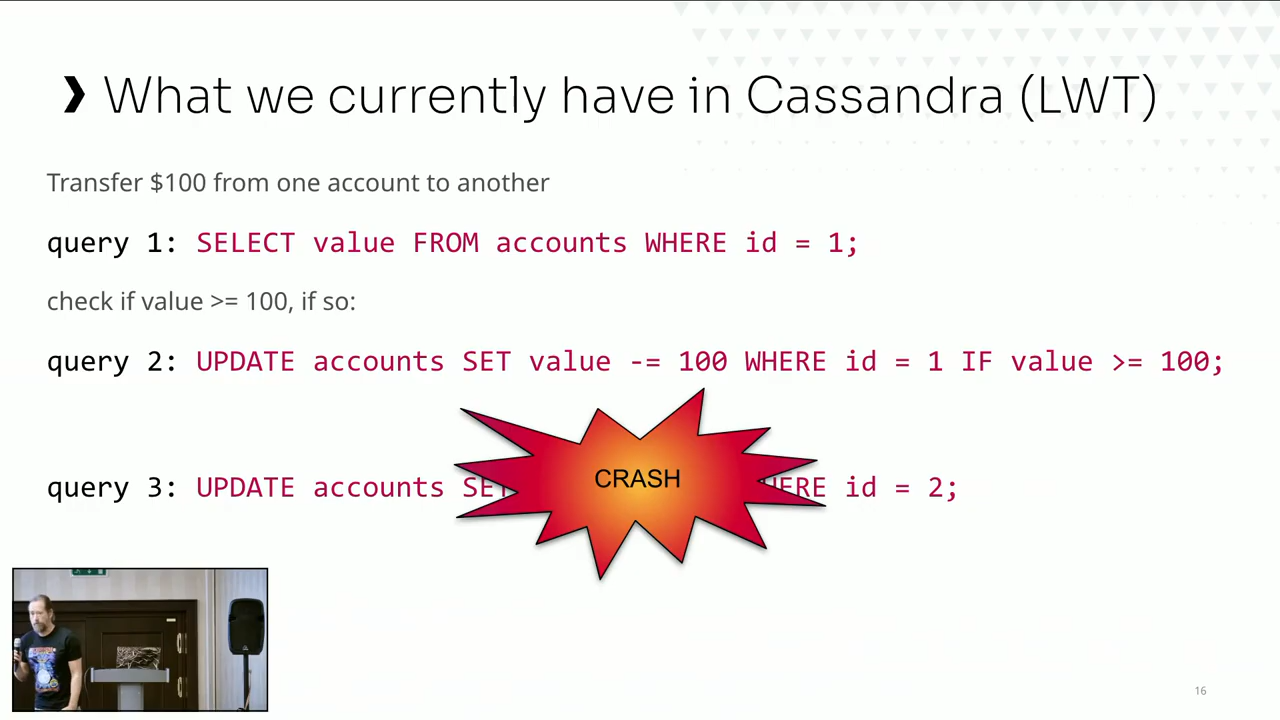 What we currently have in Cassandra (LWT)
Transfer $100 from one account to another
query 1: SELECT value FROM accounts WHERE id = 1;
check if value >= 100, if so:
query 2: UPDATE accounts SET value -= 100 WHERE id = 1 IF value >= 100;
CRASH
query 3: UPDATE accounts SET WHERE id = 2;
16